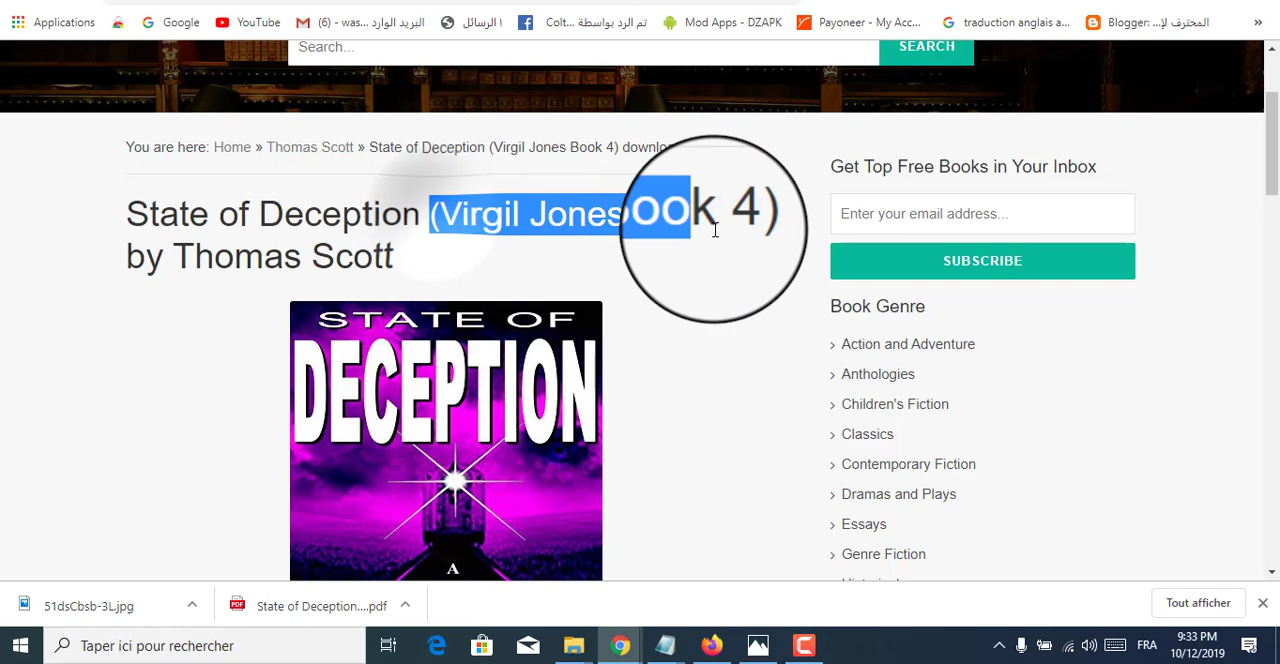 Applications
Google
YouTube
البريد الوارد - was... (6)
١ الرسائل
تم الرد بواسطة Colt...
Mod Apps - DZAPK
Payoneer - My Acc...
traduction anglais a...
المحترف لإ... :Blogger
»
Search...
SEARCH
You are here: Home » Thomas Scott » State of Deception (Virgil Jones Book 4) downlo
State of Deception (Virgil Jones Book 4)
by Thomas Scott
STATE OF
DECEPTION
A
Get Top Free Books in Your Inbox
Enter your email address...
SUBSCRIBE
Book Genre
› Action and Adventure
› Anthologies
› Children's Fiction
› Classics
› Contemporary Fiction
› Dramas and Plays
› Essays
› Genre Fiction
51dsCbsb-3L.jpg
PDF
State of Deception....pdf
Tout afficher
Taper ici pour rechercher
FRA
9:33 PM
10/12/2019